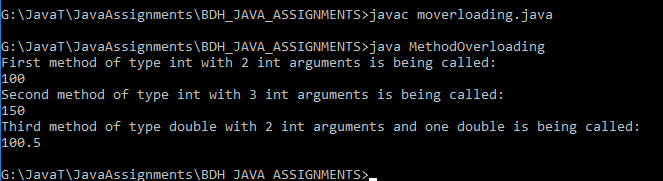 G:\JavaT\JavaAssignments\BDH_JAVA_ASSIGNMENTS>javac moverloading.java
G:\JavaT\JavaAssignments\BDH_JAVA_ASSIGNMENTS>java MethodOverloading
First method of type int with 2 int arguments is being called:
100
Second method of type int with 3 int arguments is being called:
150
Third method of type double with 2 int arguments and one double is being called:
100.5
G:\JavaT\JavaAssignments\BDH_JAVA_ASSIGNMENTS>